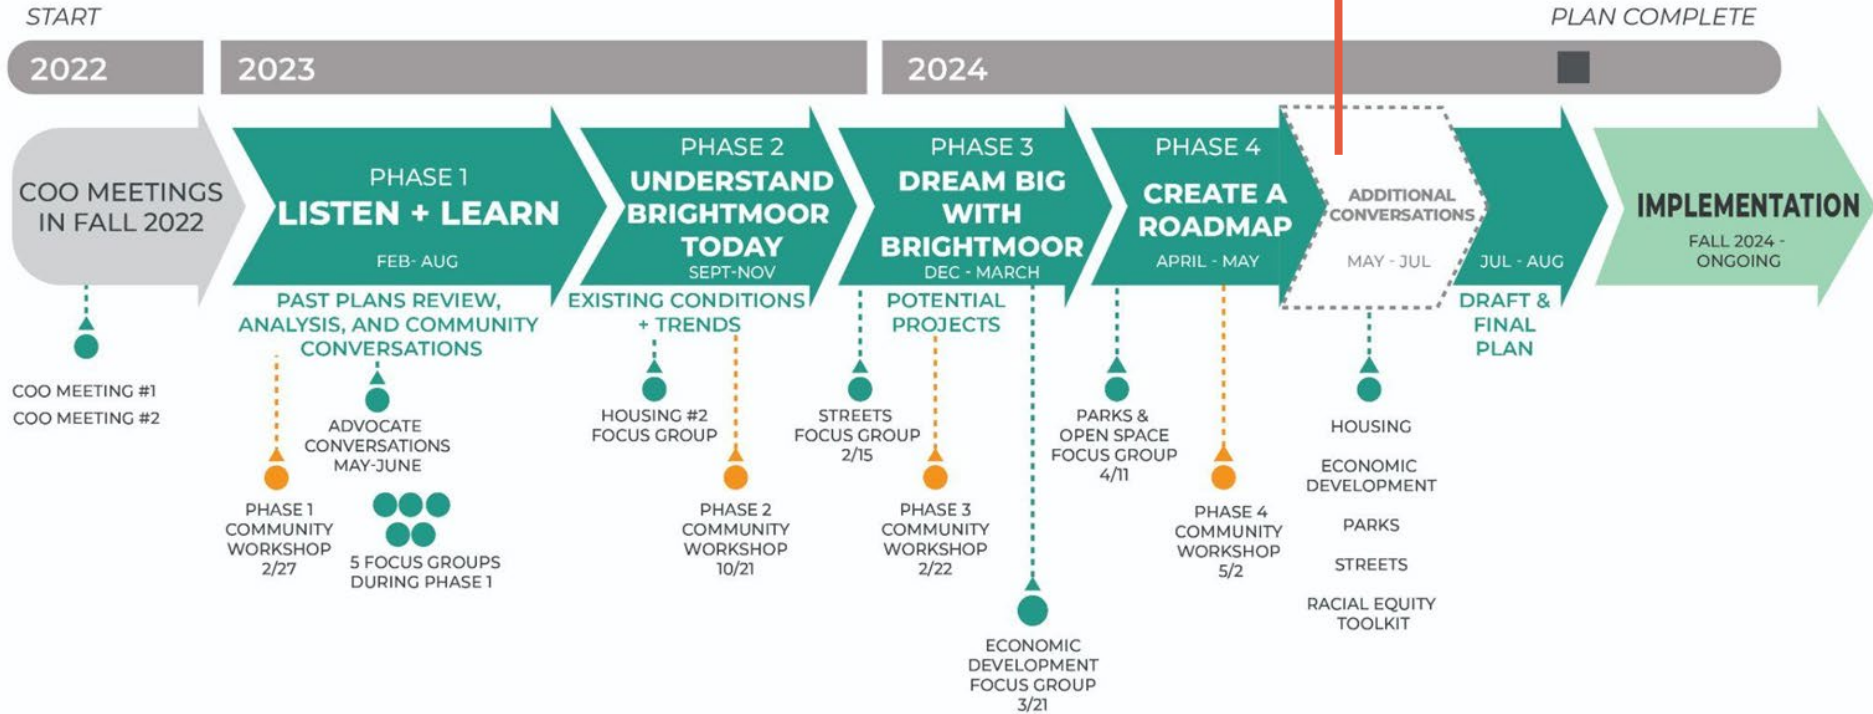 START
PLAN COMPLETE
2022
2023
2024
COO MEETINGS
IN FALL 2022
PHASE 1
LISTEN + LEARN
FEB- AUG
PHASE 2
UNDERSTAND
BRIGHTMOOR
TODAY
SEPT-NOV
PHASE 3
DREAM BIG
WITH
BRIGHTMOOR
DEC - MARCH
PHASE 4
CREATE A
ROADMAP
APRIL - MAY
ADDITIONAL
CONVERSATIONS
MAY - JUL
JUL - AUG
IMPLEMENTATION
FALL 2024 -
ONGOING
PAST PLANS REVIEW,
ANALYSIS, AND COMMUNITY
CONVERSATIONS
EXISTING CONDITIONS
+ TRENDS
POTENTIAL
PROJECTS
DRAFT &
FINAL
PLAN
COO MEETING #1
COO MEETING #2
PHASE 1
COMMUNITY
WORKSHOP
2/27
ADVOCATE
CONVERSATIONS
MAY-JUNE
5 FOCUS GROUPS
DURING PHASE 1
HOUSING #2
FOCUS GROUP
PHASE 2
COMMUNITY
WORKSHOP
10/21
STREETS
FOCUS GROUP
2/15
PHASE 3
COMMUNITY
WORKSHOP
2/22
ECONOMIC
DEVELOPMENT
FOCUS GROUP
3/21
PARKS &
OPEN SPACE
FOCUS GROUP
4/11
PHASE 4
COMMUNITY
WORKSHOP
5/2
HOUSING
ECONOMIC
DEVELOPMENT
PARKS
STREETS
RACIAL EQUITY
TOOLKIT